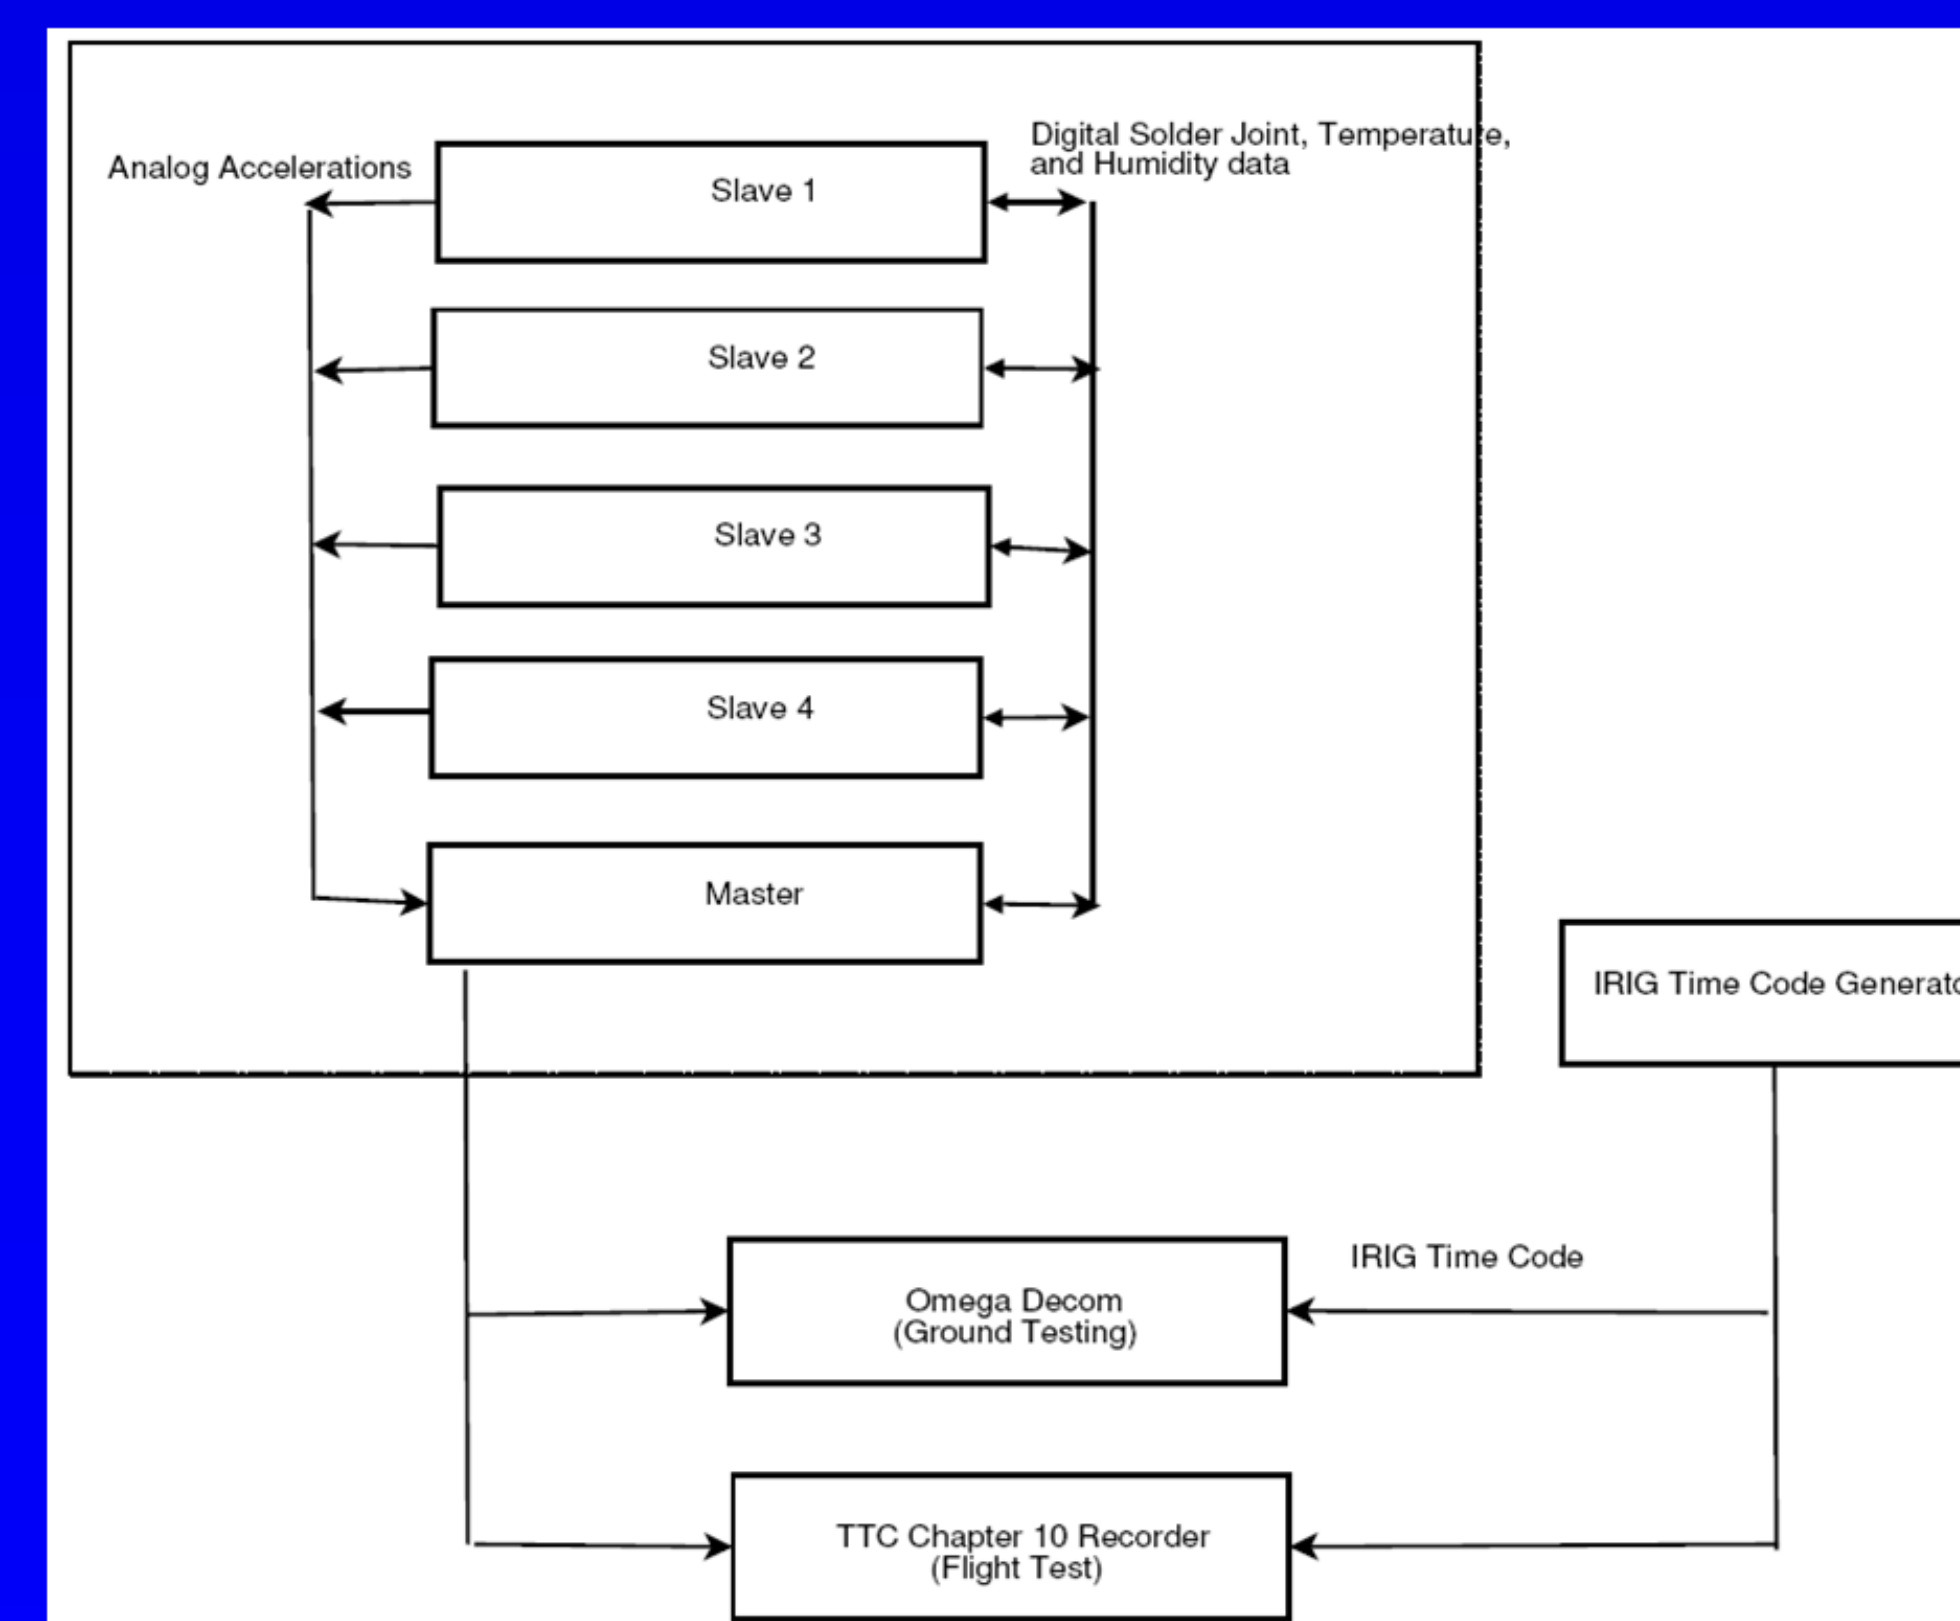 Analog Accelerations
Digital Solder Joint, Temperature,
and Humidity data
Slave 1
Slave 2
Slave 3
Slave 4
Master
IRIG Time Code
IRIG Time Code
Omega Decom
(Ground Testing)
TTC Chapter 10 Recorder
(Flight Test)